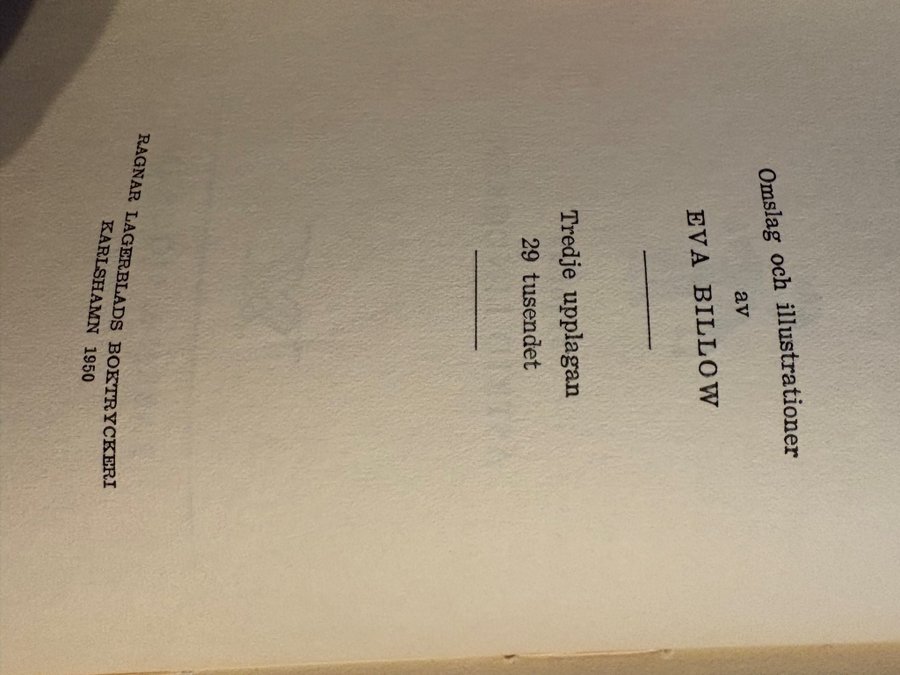 Omslag och illustrationer
av
EVA BILLOW
Tredje upplagan
29 tusendet
RAGNAR LAGERBLADS BOKTRYCKERI
KARLSHAMN 1950